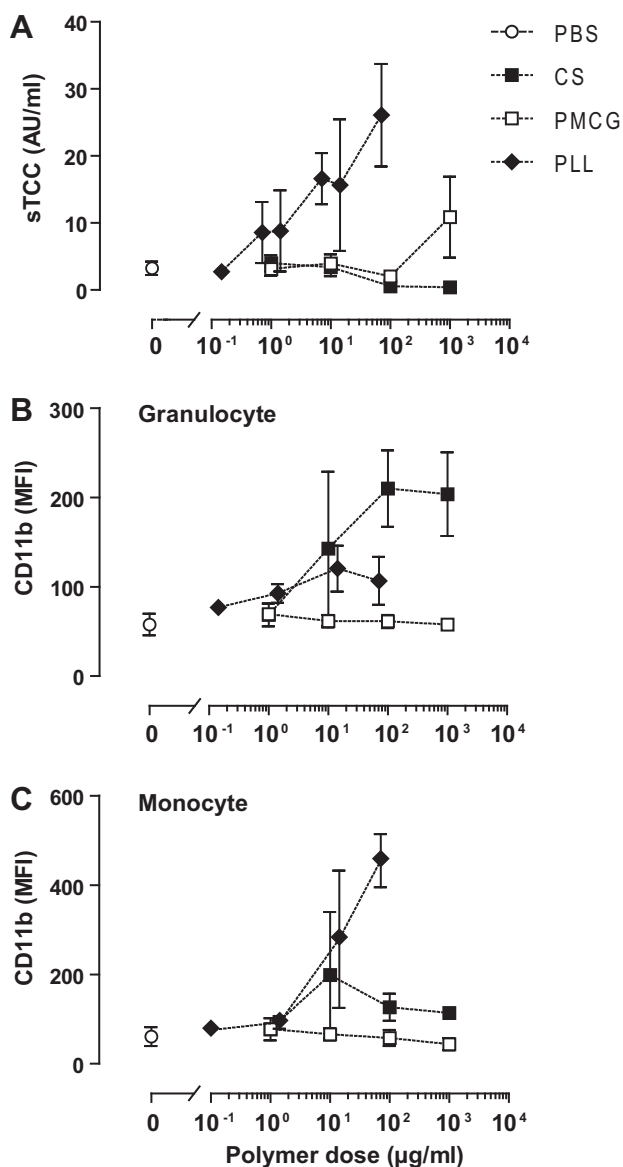 A
sTCC (AU/ml)
40
30
20
10
0
PBS
CS
PMCG
PLL
0 10⁻¹ 10⁰ 10¹ 10² 10³ 10⁴
B
Granulocyte
CD11b (MFI)
300
200
100
0
0 10⁻¹ 10⁰ 10¹ 10² 10³ 10⁴
C
Monocyte
CD11b (MFI)
600
400
200
0
0 10⁻¹ 10⁰ 10¹ 10² 10³ 10⁴
Polymer dose (µg/ml)